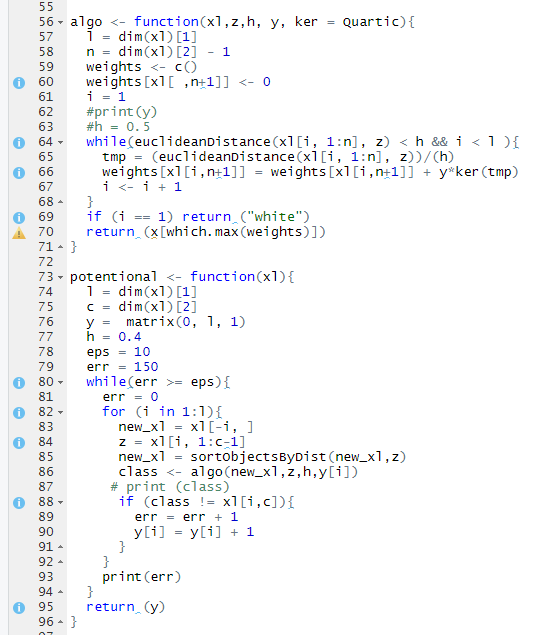 55
56 algo <- function(xl,z,h, y, ker = Quartic){
57 l = dim(xl)[1]
58 n = dim(xl)[2] - 1
59 weights <- c()
60 weights[xl[ ,n+1]] <- 0
61 i = 1
62 #print(y)
63 #h = 0.5
64 while(euclideanDistance(xl[i, 1:n], z) < h && i < l ){
65 tmp = (euclideanDistance(xl[i, 1:n], z))/(h)
66 weights[xl[i,n+1]] = weights[xl[i,n+1]] + y*ker(tmp)
67 i <- i + 1
68 }
69 if (i == 1) return ("white")
70 return (x[which.max(weights)])
71 }
72
73 potentional <- function(xl){
74 l = dim(xl)[1]
75 c = dim(xl)[2]
76 y =  matrix(0, l, 1)
77 h = 0.4
78 eps = 10
79 err = 150
80 while(err >= eps){
81 err = 0
82 for (i in 1:l){
83 new_xl = xl[-i, ]
84 z = xl[i, 1:c-1]
85 new_xl = sortObjectsByDist(new_xl,z)
86 class <- algo(new_xl,z,h,y[i])
87 # print (class)
88 if (class != xl[i,c]){
89 err = err + 1
90 y[i] = y[i] + 1
91 }
92 }
93 print(err)
94 }
95 return (y)
96 }